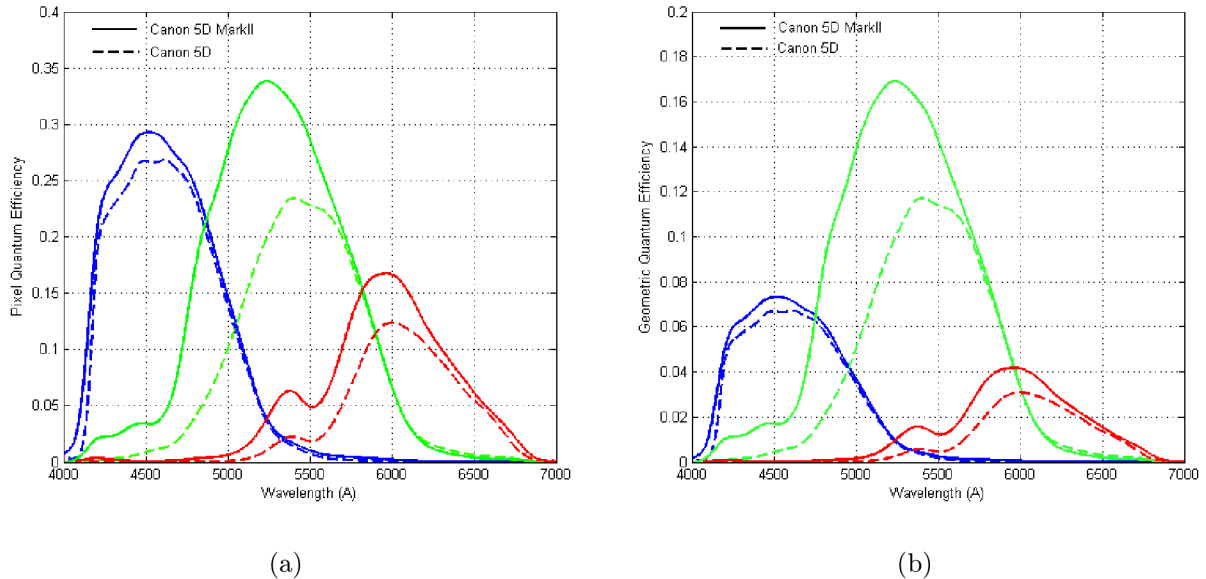 Canon 5D MarkII
Canon 5D
Pixel Quantum Efficiency
0.4
0.35
0.3
0.25
0.2
0.15
0.1
0.05
0
4000 4500 5000 5500 6000 6500 7000
Wavelength (A)
(a)
Canon 5D MarkII
Canon 5D
Geometric Quantum Efficiency
0.2
0.18
0.16
0.14
0.12
0.1
0.08
0.06
0.04
0.02
0
4000 4500 5000 5500 6000 6500 7000
Wavelength (A)
(b)